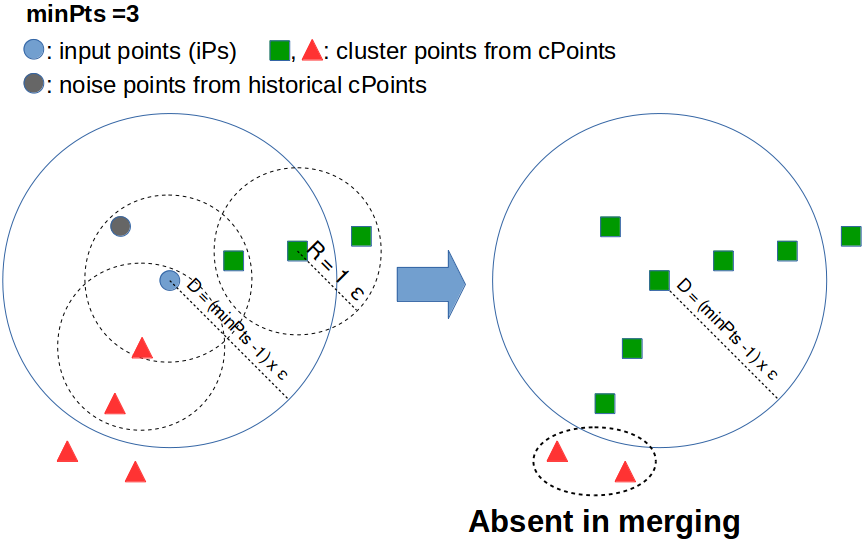 minPts =3
: input points (iPs) , : cluster points from cPoints
: noise points from historical cPoints
R = 1 ε
D = (minPts -1) x ε
D = (minPts -1) x ε
Absent in merging